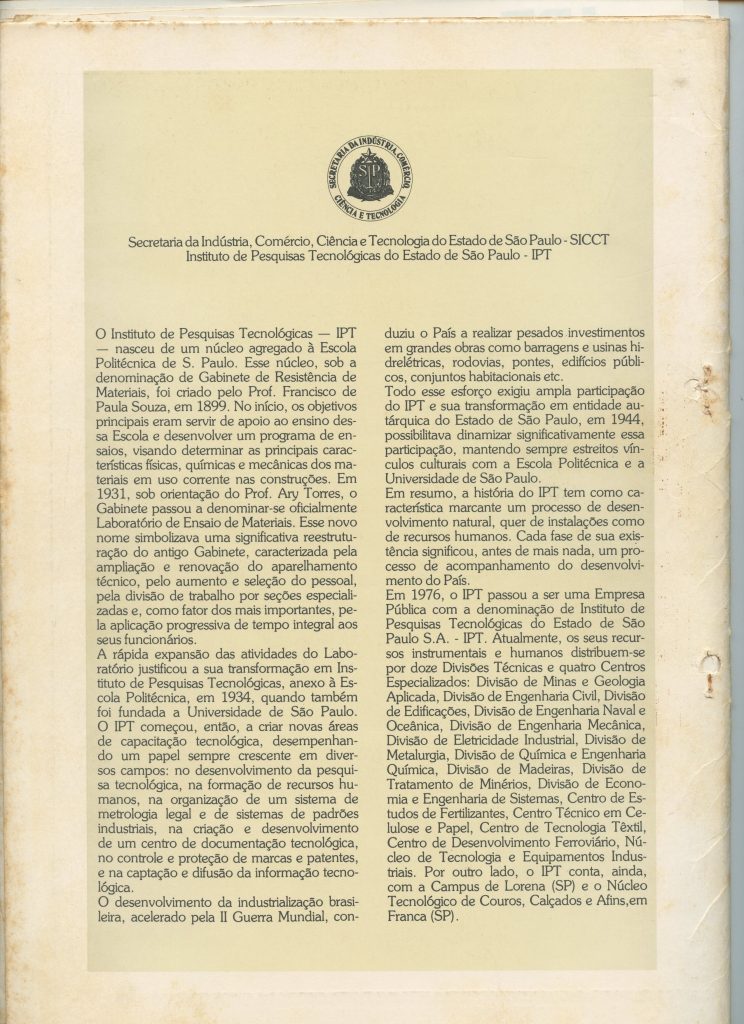 SECRETARIA DA INDÚSTRIA, COMÉRCIO
CIÊNCIA E TECNOLOGIA
SP
Secretaria da Indústria, Comércio, Ciência e Tecnologia do Estado de São Paulo - SICCT
Instituto de Pesquisas Tecnológicas do Estado de São Paulo - IPT
O Instituto de Pesquisas Tecnológicas — IPT
— nasceu de um núcleo agregado à Escola
Politécnica de S. Paulo. Esse núcleo, sob a
denominação de Gabinete de Resistência de
Materiais, foi criado pelo Prof. Francisco de
Paula Souza, em 1899. No início, os objetivos
principais eram servir de apoio ao ensino des-
sa Escola e desenvolver um programa de en-
saios, visando determinar as principais carac-
terísticas físicas, químicas e mecânicas dos ma-
teriais em uso corrente nas construções. Em
1931, sob orientação do Prof. Ary Torres, o
Gabinete passou a denominar-se oficialmente
Laboratório de Ensaio de Materiais. Esse novo
nome simbolizava uma significativa reestutu-
ração do antigo Gabinete, caracterizada pela
ampliação e renovação do aparelhamento
técnico, pelo aumento e seleção do pessoal,
pela divisão de trabalho por seções especiali-
zadas e, como fator dos mais importantes, pe-
la aplicação progressiva de tempo integral aos
seus funcionários.
A rápida expansão das atividades do Labo-
ratório justificou a sua transformação em Ins-
tituto de Pesquisas Tecnológicas, anexo à Es-
cola Politécnica, em 1934, quando também
foi fundada a Universidade de São Paulo.
O IPT começou, então, a criar novas áreas
de capacitação tecnológica, desempenhan-
do um papel sempre crescente em diver-
sos campos: no desenvolvimento da pesqui-
sa tecnológica, na formação de recursos hu-
manos, na organização de um sistema de
metrologia legal e de sistemas de padrões
industriais, na criação e desenvolvimento
de um centro de documentação tecnológica,
no controle e proteção de marcas e patentes,
e na captação e difusão da informação tecno-
lógica.
O desenvolvimento da industrialização brasi-
leira, acelerado pela II Guerra Mundial, con-
duziu o País a realizar pesados investimentos
em grandes obras como barragens e usinas hi-
drelétricas, rodovias, pontes, edifícios públi-
cos, conjuntos habitacionais etc.
Todo esse esforço exigiu ampla participação
do IPT e sua transformação em entidade au-
tárquica do Estado de São Paulo, em 1944,
possibilitava dinamizar significativamente essa
participação, mantendo sempre estreitos vín-
culos culturais com a Escola Politécnica e a
Universidade de São Paulo.
Em resumo, a história do IPT tem como ca-
racterística marcante um processo de desen-
volvimento natural, quer de instalações como
de recursos humanos. Cada fase de sua exis-
tência significou, antes de mais nada, um pro-
cesso de acompanhamento do desenvolvi-
mento do País.
Em 1976, o IPT passou a ser uma Empresa
Pública com a denominação de Instituto de
Pesquisas Tecnológicas do Estado de São
Paulo S.A. - IPT. Atualmente, os seus recur-
sos instrumentais e humanos distribuem-se
por doze Divisões Técnicas e quatro Centros
Especializados: Divisão de Minas e Geologia
Aplicada, Divisão de Engenharia Civil, Divisão
de Edificações, Divisão de Engenharia Naval e
Oceânica, Divisão de Engenharia Mecânica,
Divisão de Eletricidade Industrial, Divisão de
Metalurgia, Divisão de Química e Engenharia
Química, Divisão de Madeiras, Divisão de
Tratamento de Minérios, Divisão de Econo-
mia e Engenharia de Sistemas, Centro de Es-
tudos de Fertilizantes, Centro Técnico em Ce-
lulose e Papel, Centro de Tecnologia Têxtil,
Centro de Desenvolvimento Ferroviário, Nú-
cleo de Tecnologia e Equipamentos Indus-
triais. Por outro lado, o IPT conta, ainda,
com a Campus de Lorena (SP) e o Núcleo
Tecnológico de Couros, Calçados e Afins,em
Franca (SP).